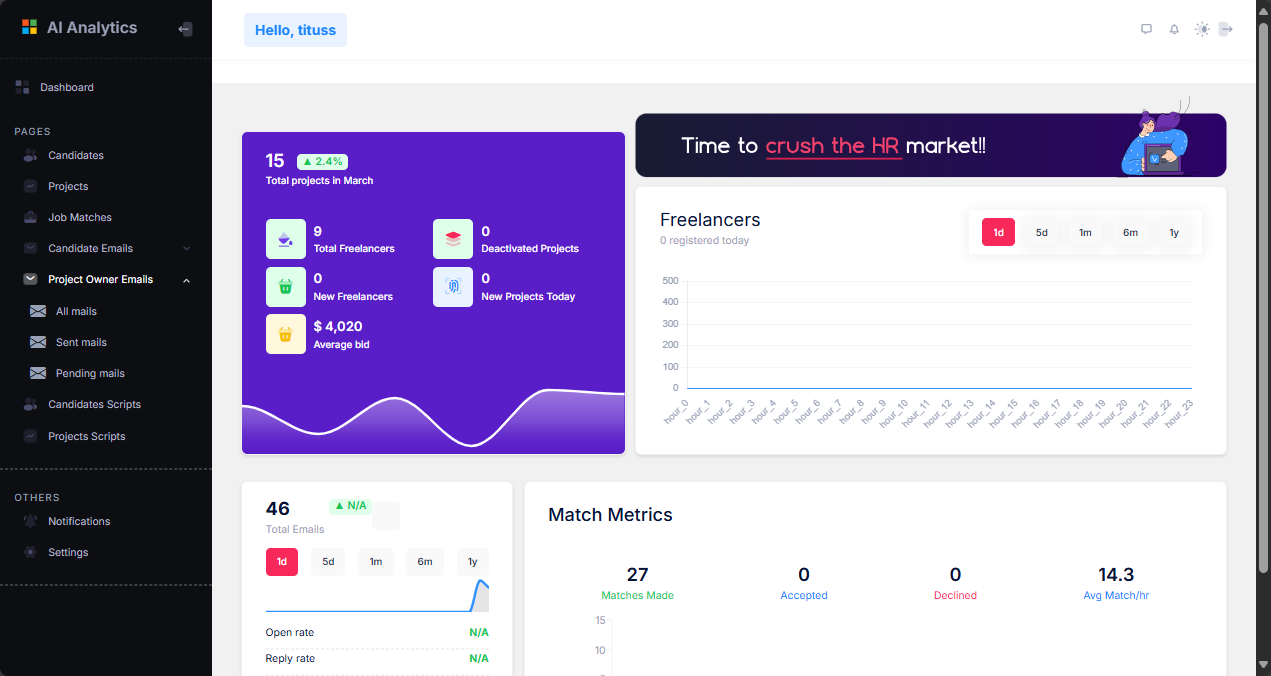 AI Analytics
Dashboard
PAGES
Candidates
Projects
Job Matches
Candidate Emails
Project Owner Emails
All mails
Sent mails
Pending mails
Candidates Scripts
Projects Scripts
OTHERS
Notifications
Settings
Hello, tituss
15 ▲ 2.4%
Total projects in March
9
Total Freelancers
0
Deactivated Projects
0
New Freelancers
0
New Projects Today
$ 4,020
Average bid
Time to crush the HR market!!
Freelancers
0 registered today
1d 5d 1m 6m 1y
500
400
300
200
100
0
hour_0 hour_1 hour_2 hour_3 hour_4 hour_5 hour_6 hour_7 hour_8 hour_9 hour_10 hour_11 hour_12 hour_13 hour_14 hour_15 hour_16 hour_17 hour_18 hour_19 hour_20 hour_21 hour_22 hour_23
46 ▲ N/A
Total Emails
1d 5d 1m 6m 1y
Open rate N/A
Reply rate N/A
Match Metrics
27 0 0 14.3
Matches Made Accepted Declined Avg Match/hr
15
10